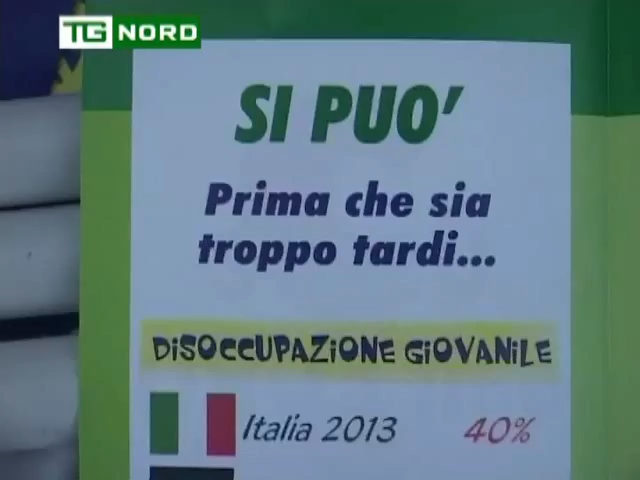 TG NORD
SI PUO'
Prima che sia
troppo tardi...
DiSOCCUPAZiONE GiOVANiLE
Italia 2013 40%